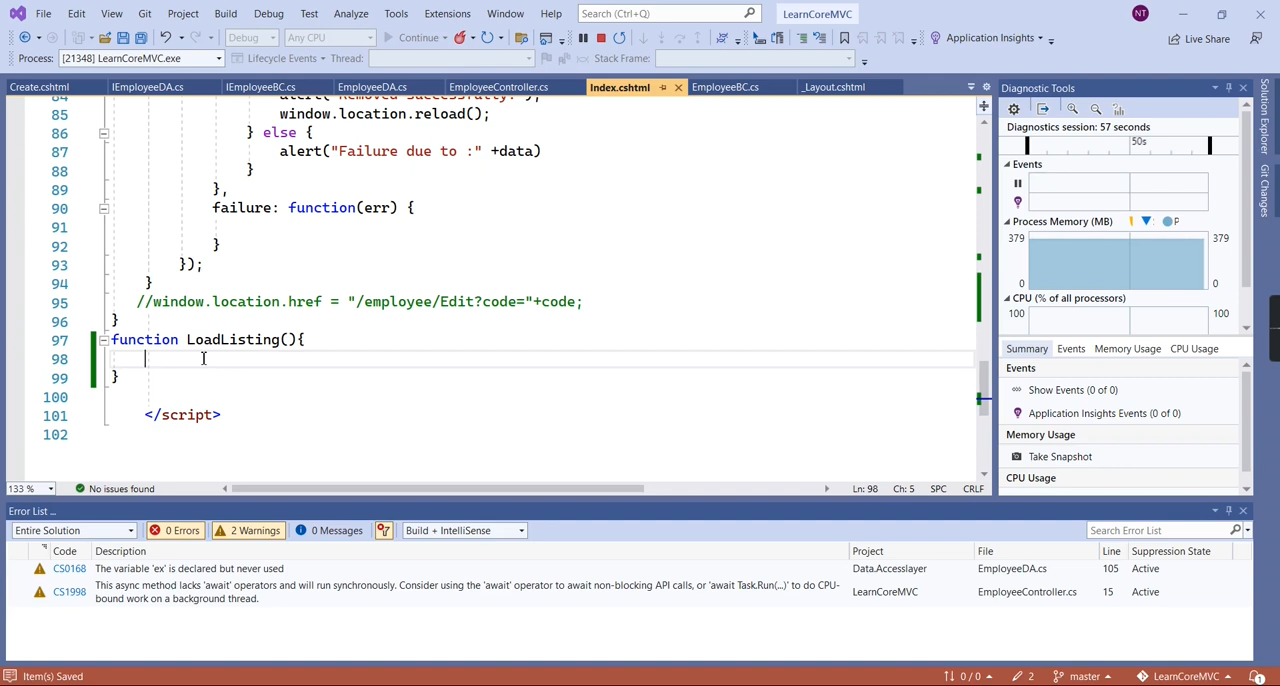 File Edit View Git Project Build Debug Test Analyze Tools Extensions Window Help Search (Ctrl+Q) LearnCoreMVC NT
Debug Any CPU Continue Application Insights Live Share
Process: [21348] LearnCoreMVC.exe Lifecycle Events Thread: Stack Frame:
Create.cshtml IEmployeeDA.cs IEmployeeBC.cs EmployeeDA.cs EmployeeController.cs Index.cshtml EmployeeBC.cs _Layout.cshtml
84 alert("Removed successfully.");
85 window.location.reload();
86 } else {
87 alert("Failure due to :" +data)
88 }
89 },
90 failure: function(err) {
91
92 }
93 });
94 }
95 //window.location.href = "/employee/Edit?code="+code;
96 }
97 function LoadListing(){
98
99 }
100
101 </script>
102
133 % No issues found Ln: 98 Ch: 5 SPC CRLF
Diagnostic Tools
Diagnostics session: 57 seconds
50s
Events
Process Memory (MB) P
379 379
0 0
CPU (% of all processors)
100 100
Summary Events Memory Usage CPU Usage
Events
Show Events (0 of 0)
Application Insights Events (0 of 0)
Memory Usage
Take Snapshot
CPU Usage
Solution Explorer
Git Changes
Error List ...
Entire Solution 0 Errors 2 Warnings 0 Messages Build + IntelliSense Search Error List
Code Description Project File Line Suppression State
CS0168 The variable 'ex' is declared but never used Data.Accesslayer EmployeeDA.cs 105 Active
CS1998 This async method lacks 'await' operators and will run synchronously. Consider using the 'await' operator to await non-blocking API calls, or 'await Task.Run(...)' to do CPU-bound work on a background thread. LearnCoreMVC EmployeeController.cs 15 Active
Item(s) Saved 0 / 0 2 master LearnCoreMVC 1